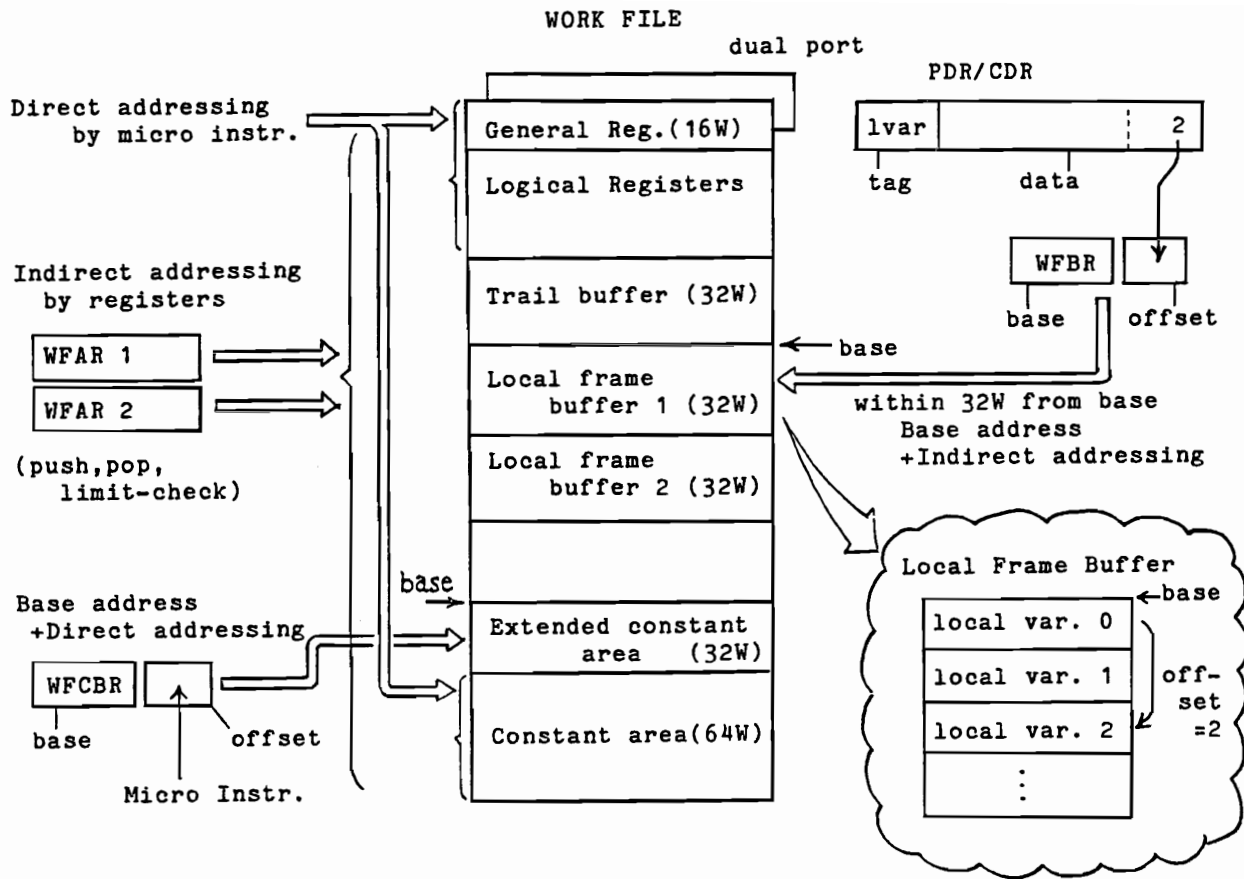 WORK FILE
dual port
PDR/CDR
Direct addressing
by micro instr.
General Reg.(16W)
lvar
2
Logical Registers
tag
data
Indirect addressing
by registers
WFBR
Trail buffer (32W)
base
offset
WFAR 1
base
Local frame
buffer 1 (32W)
WFAR 2
within 32W from base
Base address
+Indirect addressing
(push,pop,
limit-check)
Local frame
buffer 2 (32W)
Local Frame Buffer
base
base
Base address
+Direct addressing
Extended constant
area (32W)
local var. 0
WFCBR
local var. 1
off-
set
=2
base
offset
Constant area(64W)
local var. 2
⋮
Micro Instr.